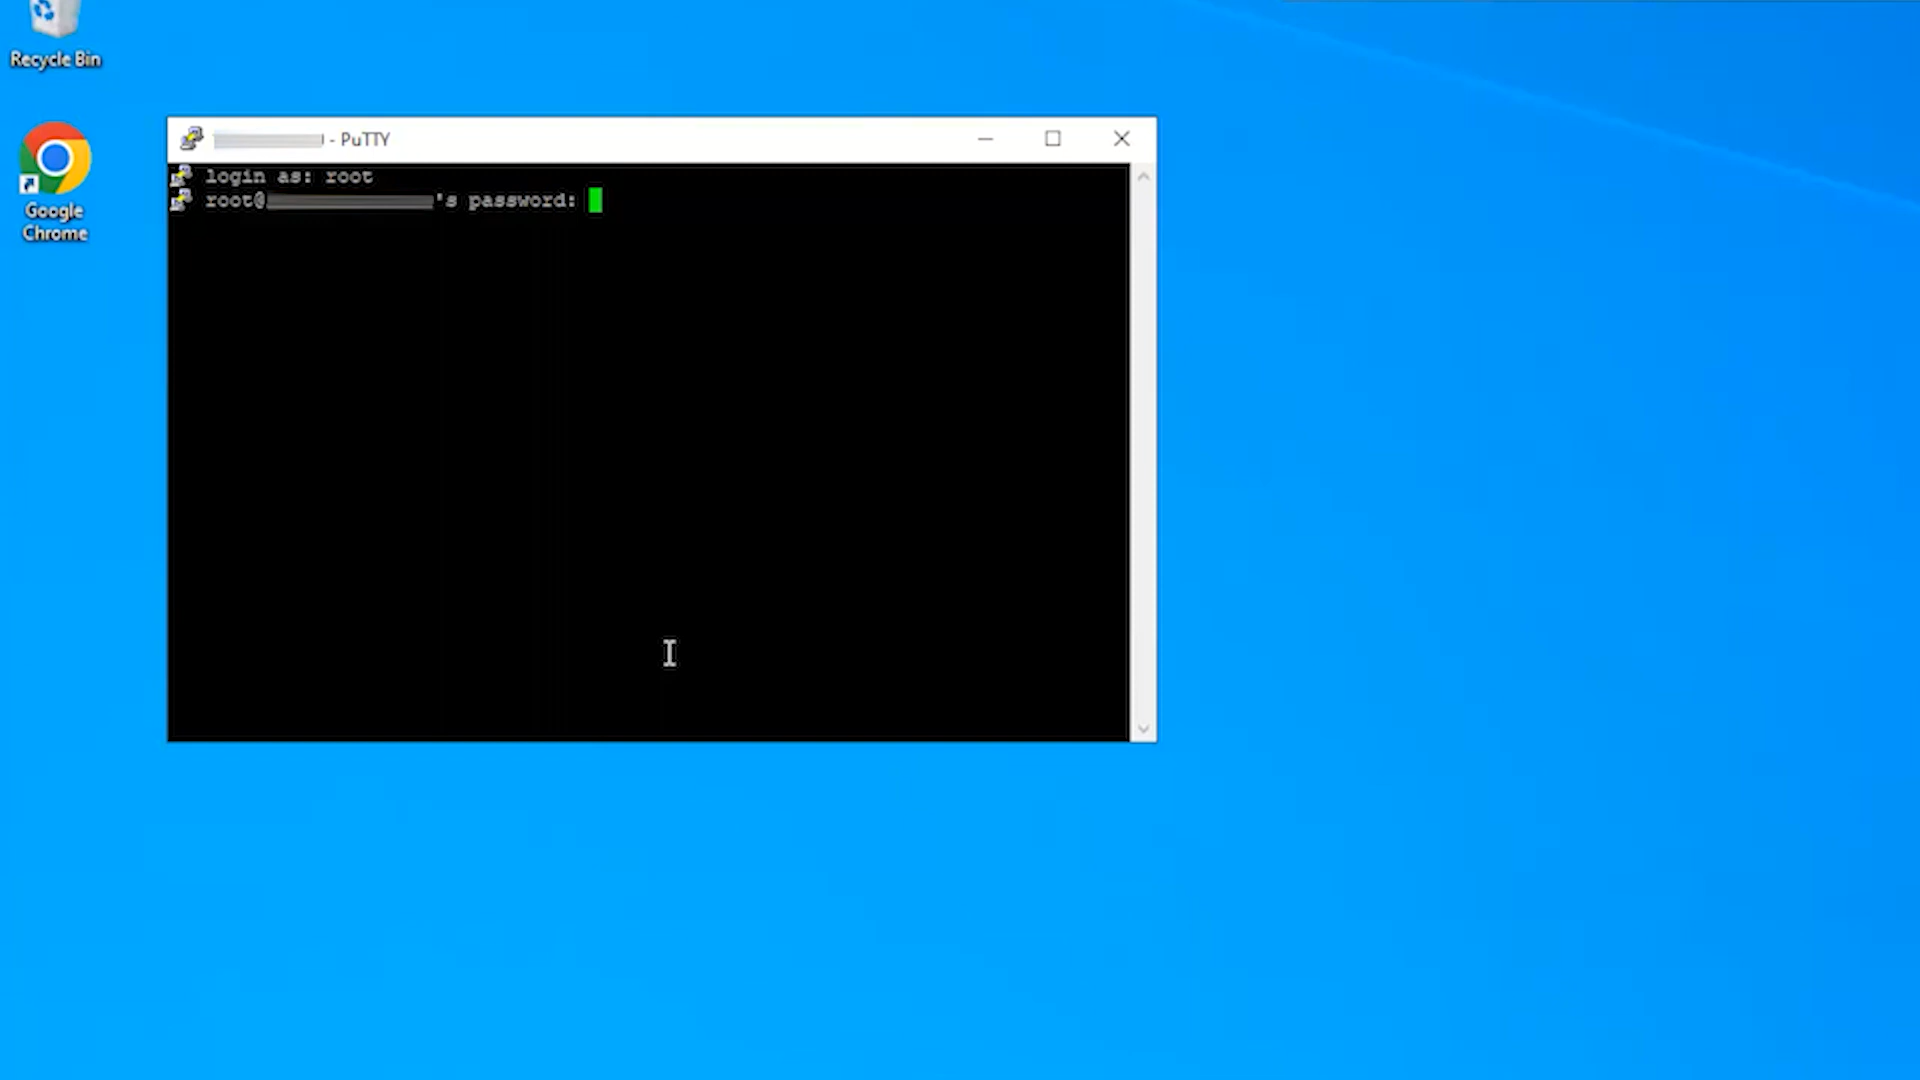 Recycle Bin
Google
Chrome
- PuTTY
login as: root
root@ 's password: